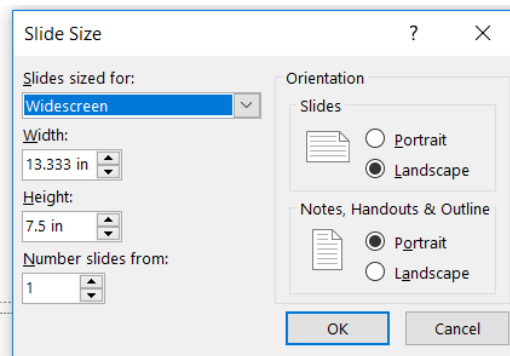 Slide Size
?
Slides sized for:
Widescreen
Width:
13.333 in
Height:
7.5 in
Number slides from:
1
Orientation
Slides
Portrait
Landscape
Notes, Handouts & Outline
Portrait
Landscape
OK
Cancel